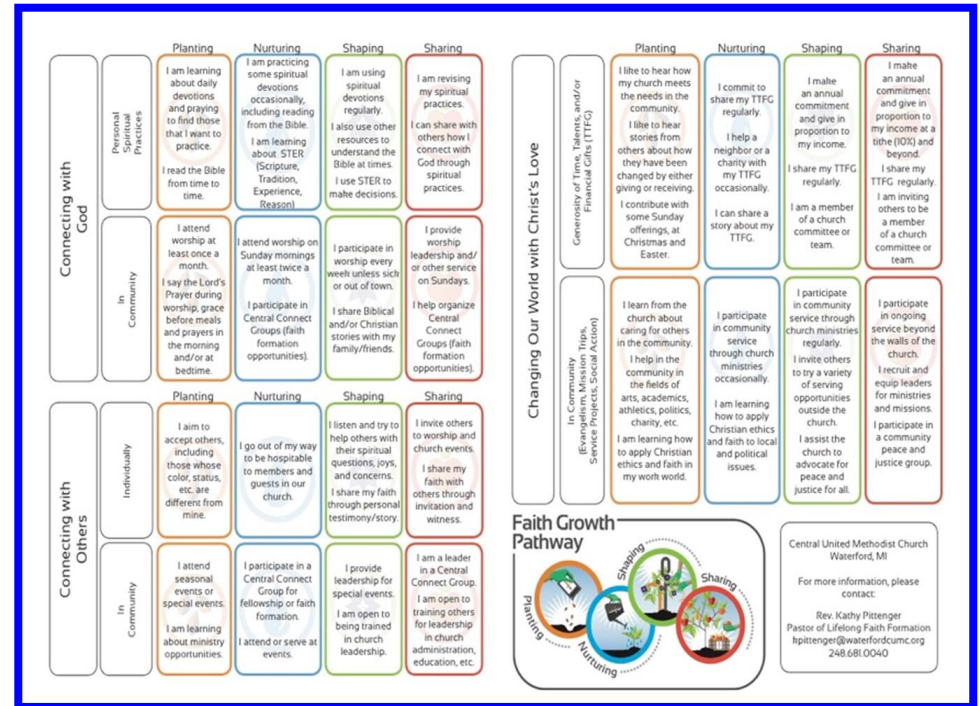 Planting
Nurturing
Shaping
Sharing
Connecting with
God
Personal
Spiritual
Practices
I am learning
about daily
devotions
and praying
to find those
that I want to
practice.
I read the Bible
from time to
time.
I am practicing
some spiritual
devotions
occasionally,
including reading
from the Bible.
I am learning
about STER
(Scripture,
Tradition,
Experience,
Reason)
I am using
spiritual
devotions
regularly.
I also use other
resources to
understand the
Bible at times.
I use STER to
make decisions.
I am revising
my spiritual
practices.
I can share with
others how I
connect with
God through
spiritual
practices.
In
Community
I attend
worship at
least once a
month.
I say the Lord's
Prayer during
worship, grace
before meals
and prayers in
the morning
and/or at
bedtime.
I attend worship on
Sunday mornings
at least twice a
month.
I participate in
Central Connect
Groups (faith
formation
opportunities).
I participate in
worship every
week unless sick
or out of town.
I share Biblical
and/or Christian
stories with my
family/friends.
I provide
worship
leadership and/
or other service
on Sundays.
I help organize
Central
Connect
Groups (faith
formation
opportunities).
Planting
Nurturing
Shaping
Sharing
Connecting with
Others
Individually
I aim to
accept others,
including
those whose
color, status,
etc. are
different from
mine.
I go out of my way
to be hospitable
to members and
guests in our
church.
I listen and try to
help others with
their spiritual
questions, joys,
and concerns.
I share my faith
through personal
testimony/story.
I invite others
to worship and
church events.
I share my
faith with
others through
invitation and
witness.
In
Community
I attend
seasonal
events or
special events.
I am learning
about ministry
opportunities.
I participate in a
Central Connect
Group for
fellowship or faith
formation.
I attend or serve at
events.
I provide
leadership for
special events.
I am open to
being trained
in church
leadership.
I am a leader
in a Central
Connect Group.
I am open to
training others
for leadership
in church
administration,
education, etc.
Planting
Nurturing
Shaping
Sharing
Changing Our World with Christ's Love
Generosity of Time, Talents, and/or
Financial Gifts (TTFG)
I like to hear how
my church meets
the needs in the
community.
I like to hear
stories from
others about how
they have been
changed by either
giving or receiving.
I contribute with
some Sunday
offerings, at
Christmas and
Easter.
I commit to
share my TTFG
regularly.
I help a
neighbor or a
charity with
my TTFG
occasionally.
I can share a
story about my
TTFG.
I make
an annual
commitment
and give in
proportion to
my income.
I share my TTFG
regularly.
I am a member
of a church
committee or
team.
I make
an annual
commitment
and give in
proportion to
my income at a
tithe (10%) and
beyond.
I share my
TTFG regularly.
I am inviting
others to be
a member
of a church
committee or
team.
In Community
(Evangelism, Mission Trips,
Service Projects, Social Action)
I learn from the
church about
caring for others
in the community.
I help in the
community in
the fields of
arts, academics,
athletics, politics,
charity, etc.
I am learning how
to apply Christian
ethics and faith in
my work world.
I participate
in community
service
through church
ministries
occasionally.
I am learning
how to apply
Christian ethics
and faith to local
and political
issues.
I participate
in community
service through
church ministries
regularly.
I invite others
to try a variety
of serving
opportunities
outside the
church.
I assist the
church to
advocate for
peace and
justice for all.
I participate
in ongoing
service beyond
the walls of the
church.
I recruit and
equip leaders
for ministries
and missions.
I participate in
a community
peace and
justice group.
Faith Growth
Pathway
Planting
Nurturing
Shaping
Sharing
Central United Methodist Church
Waterford, MI
For more information, please
contact:
Rev. Kathy Pittenger
Pastor of Lifelong Faith Formation
kpittenger@waterfordcumc.org
248.681.0040